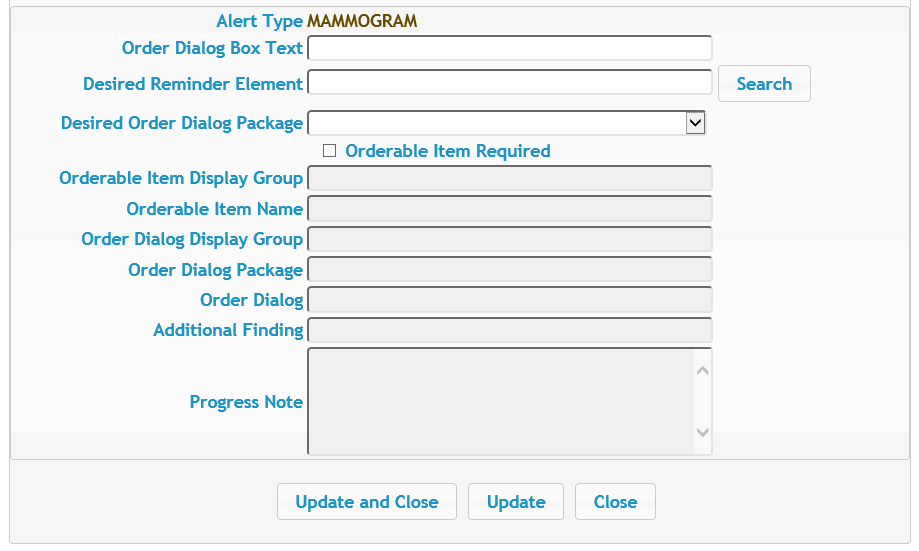 Alert Type MAMMOGRAM
Order Dialog Box Text
Desired Reminder Element Search
Desired Order Dialog Package
Orderable Item Required
Orderable Item Display Group
Orderable Item Name
Order Dialog Display Group
Order Dialog Package
Order Dialog
Additional Finding
Progress Note
Update and Close Update Close